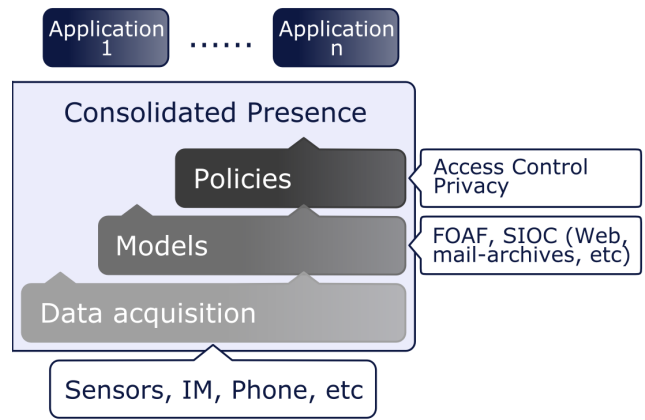 Application
1
......
Application
n
Consolidated Presence
Policies
Access Control
Privacy
Models
FOAF, SIOC (Web,
mail-archives, etc)
Data acquisition
Sensors, IM, Phone, etc